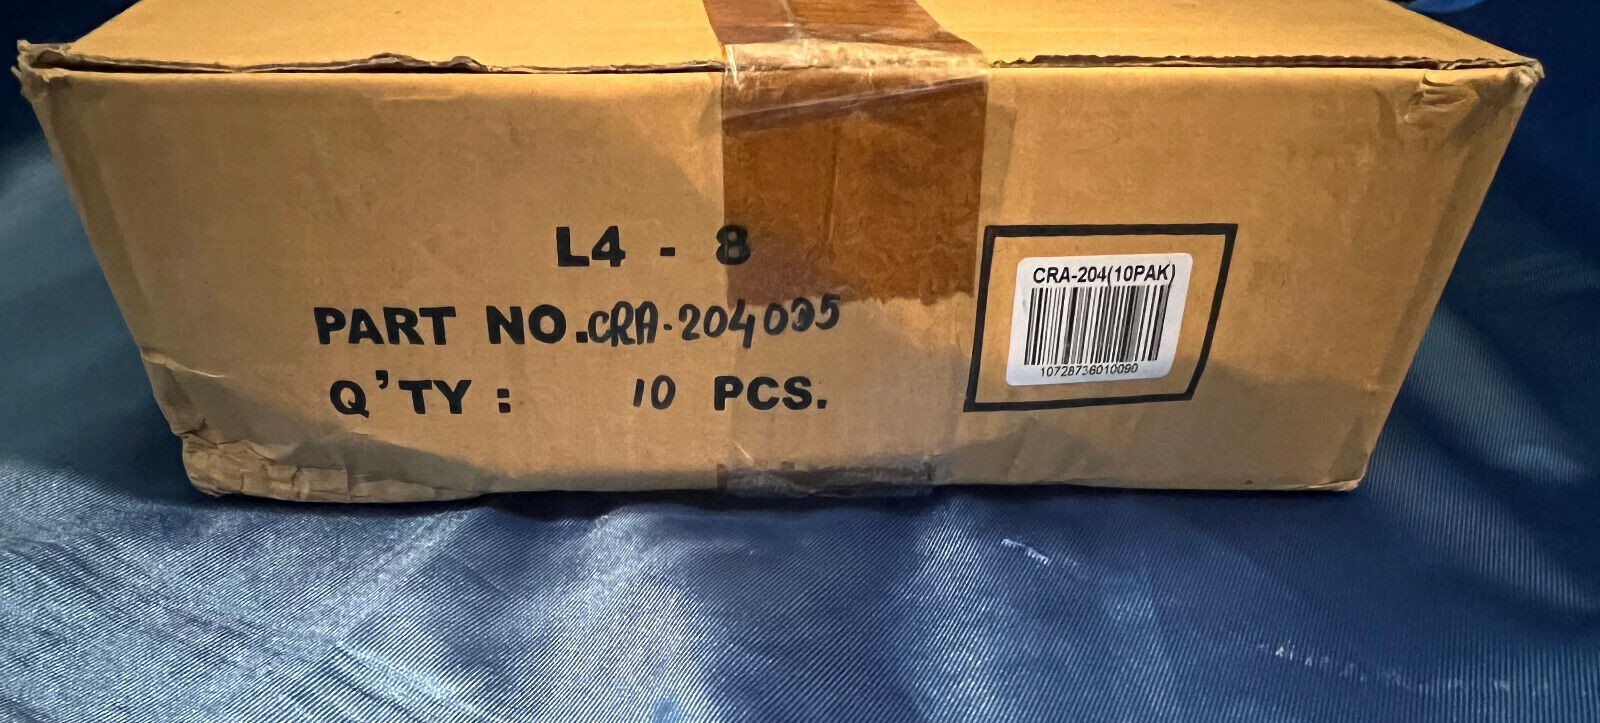 L4 - 8
PART NO. CRA-204005
Q'TY : 10 PCS.
CRA-204(10PAK)
10728736010090